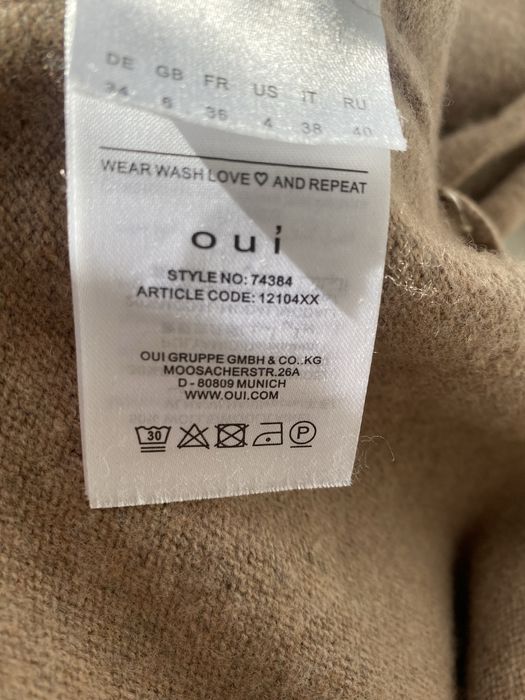 DE GB FR US IT RU
34 6 36 4 38 40
WEAR WASH LOVE ♡ AND REPEAT
oui
STYLE NO: 74384
ARTICLE CODE: 12104XX
OUI GRUPPE GMBH & CO..KG
MOOSACHERSTR.26A
D - 80809 MUNICH
WWW.OUI.COM
30 P